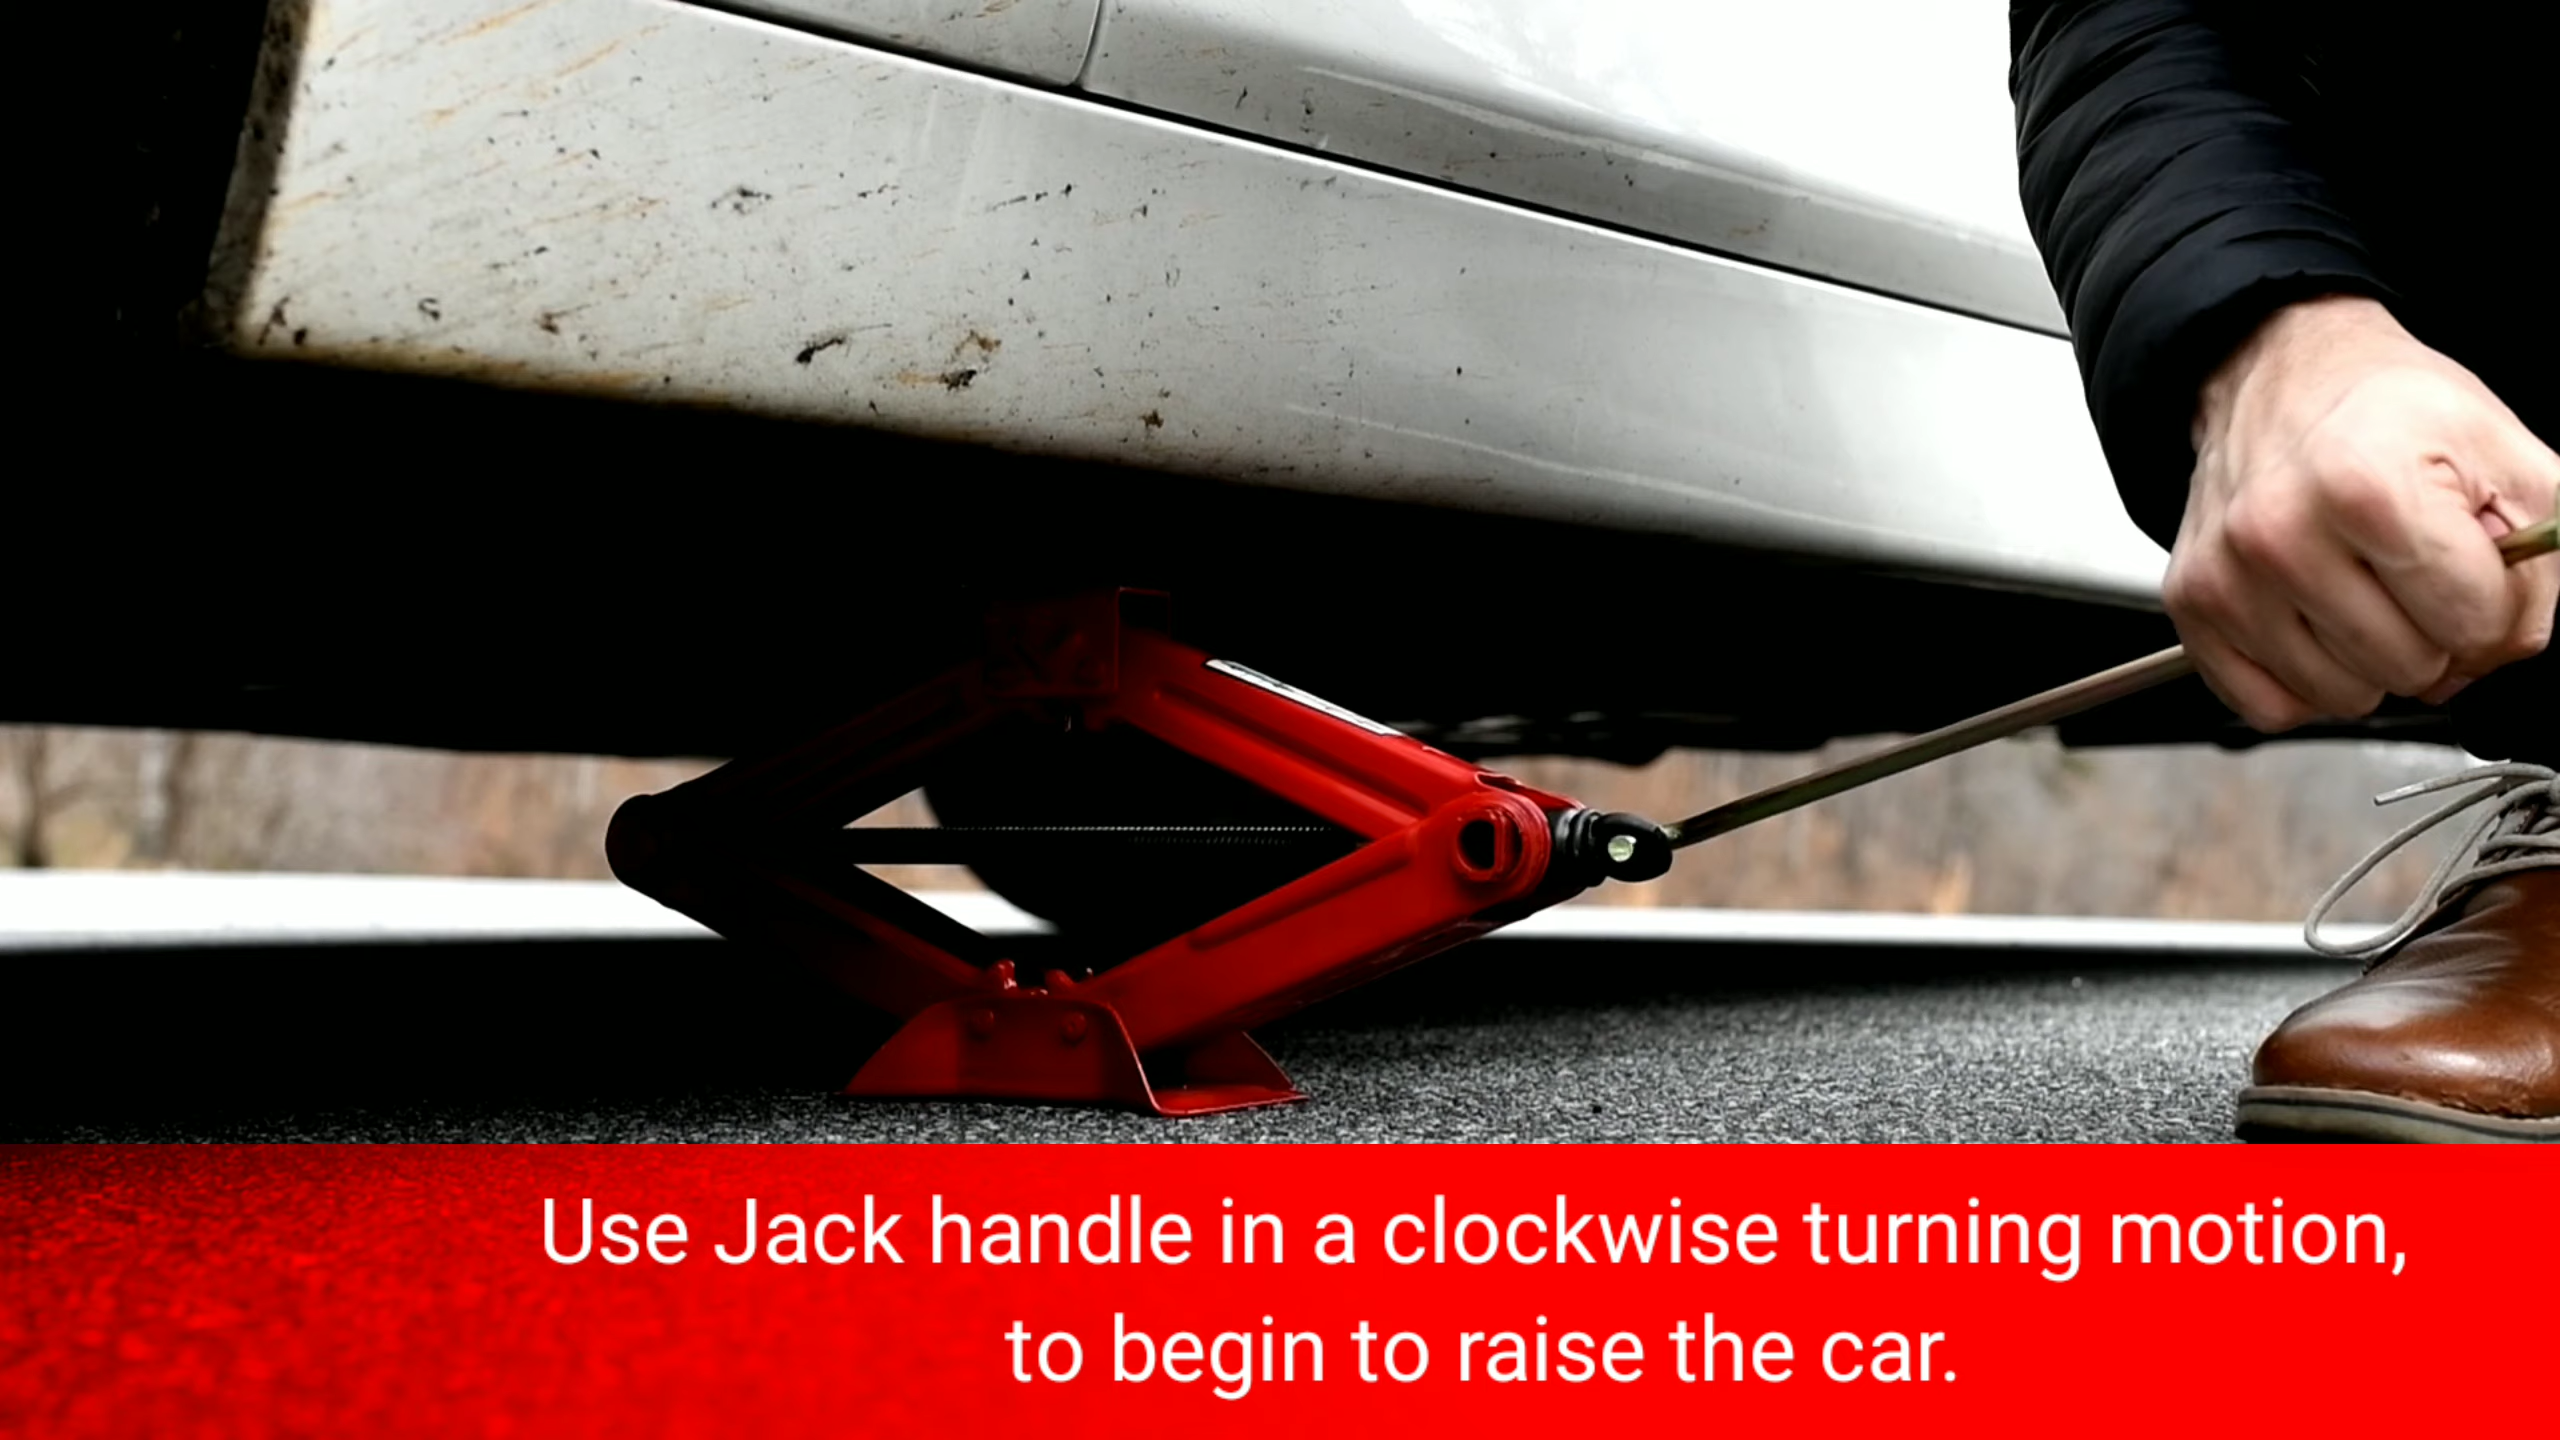 Use Jack handle in a clockwise turning motion,
to begin to raise the car.